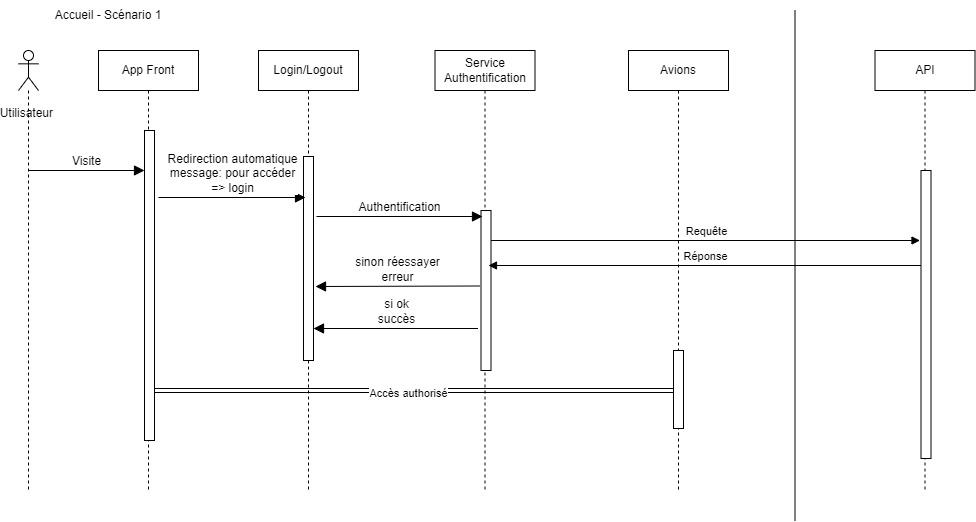 Accueil - Scénario 1
Utilisateur
App Front
Login/Logout
Service
Authentification
Avions
API
Visite
Redirection automatique
message: pour accéder
=> login
Authentification
Requête
Réponse
sinon réessayer
erreur
si ok
succès
Accès authorisé